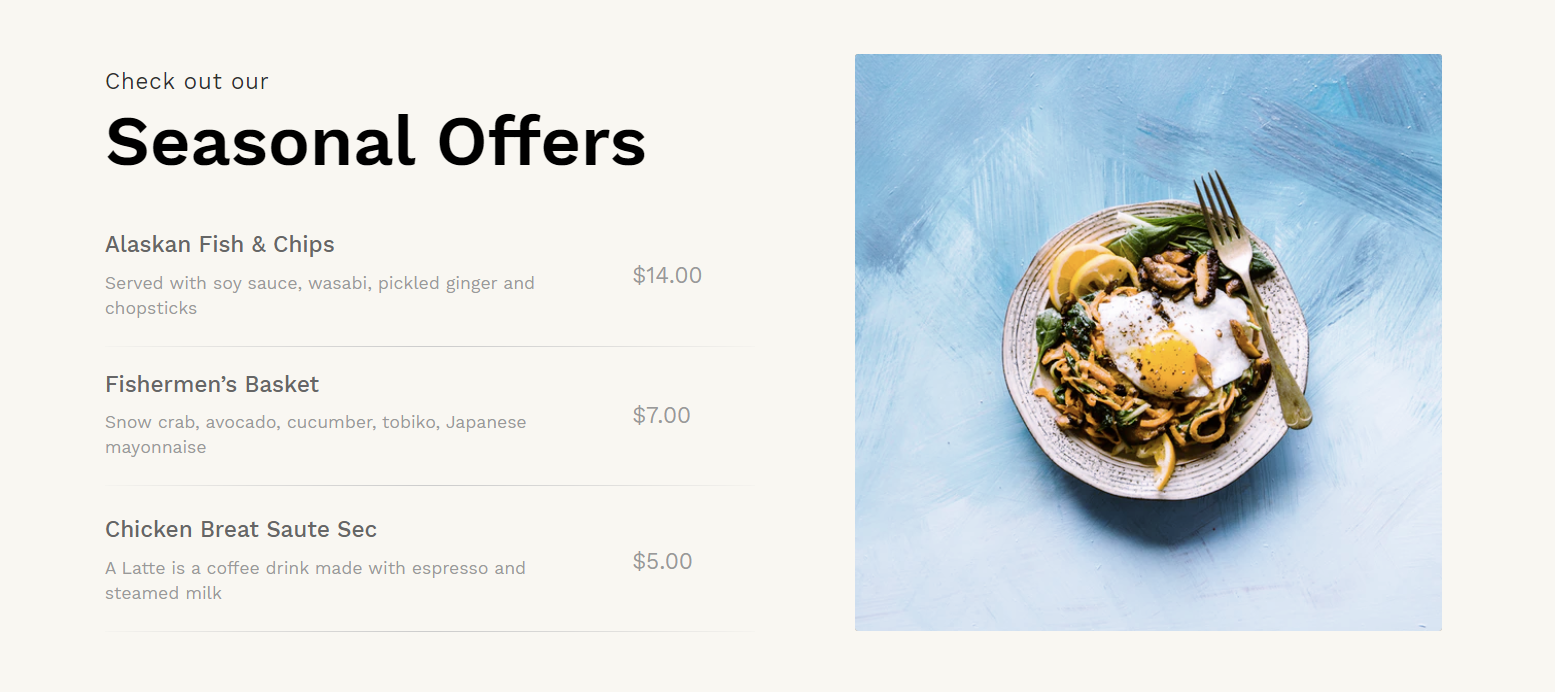 Check out our
Seasonal Offers
Alaskan Fish & Chips
Served with soy sauce, wasabi, pickled ginger and
chopsticks
$14.00
Fishermen’s Basket
Snow crab, avocado, cucumber, tobiko, Japanese
mayonnaise
$7.00
Chicken Breat Saute Sec
A Latte is a coffee drink made with espresso and
steamed milk
$5.00